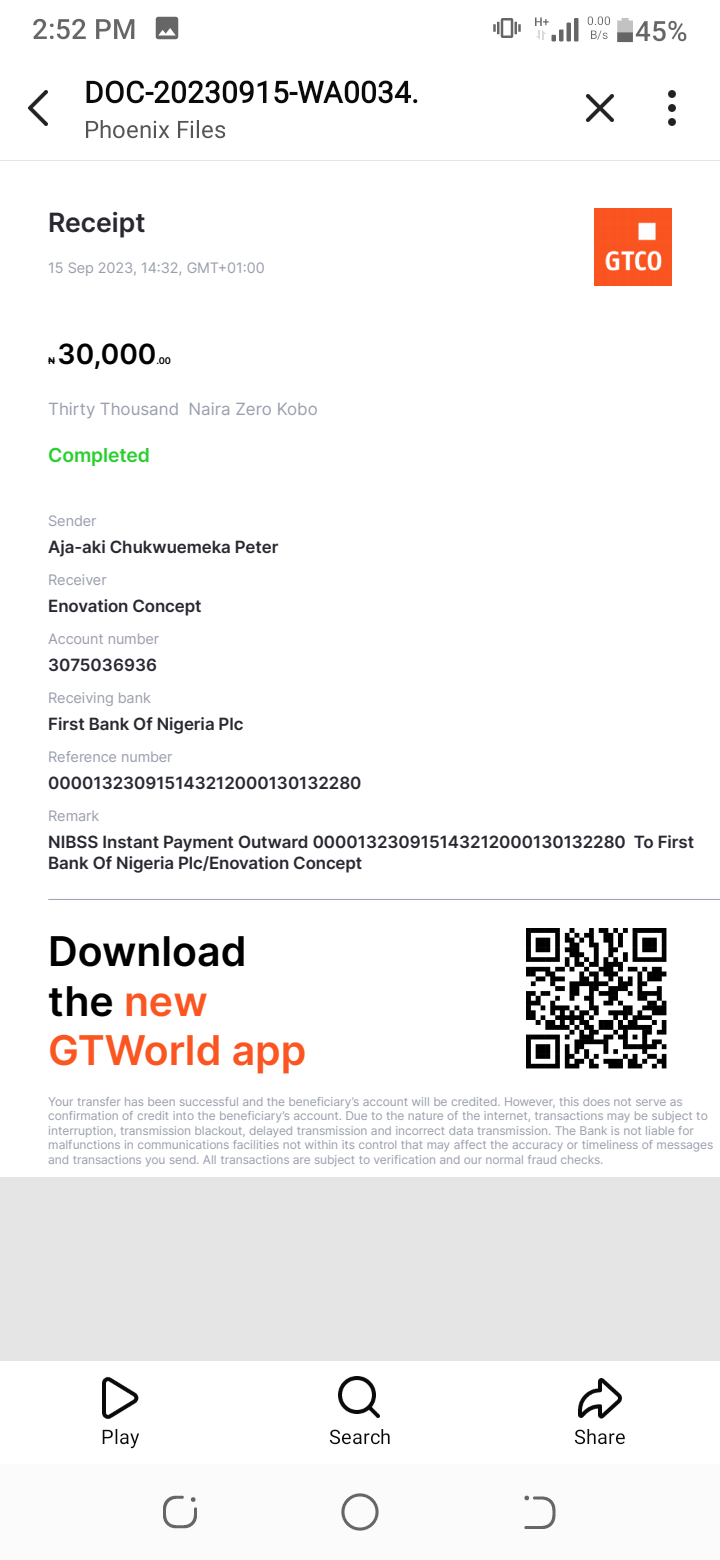 2:52 PM H+ 0.00 B/s 45%
DOC-20230915-WA0034.
Phoenix Files
Receipt
GTCO
15 Sep 2023, 14:32, GMT+01:00
₦30,000.00
Thirty Thousand  Naira Zero Kobo
Completed
Sender
Aja-aki Chukwuemeka Peter
Receiver
Enovation Concept
Account number
3075036936
Receiving bank
First Bank Of Nigeria Plc
Reference number
000013230915143212000130132280
Remark
NIBSS Instant Payment Outward 000013230915143212000130132280  To First
Bank Of Nigeria Plc/Enovation Concept
Download
the new
GTWorld app
Your transfer has been successful and the beneficiary's account will be credited. However, this does not serve as
confirmation of credit into the beneficiary's account. Due to the nature of the internet, transactions may be subject to
interruption, transmission blackout, delayed transmission and incorrect data transmission. The Bank is not liable for
malfunctions in communications facilities not within its control that may affect the accuracy or timeliness of messages
and transactions you send. All transactions are subject to verification and our normal fraud checks.
Play
Search
Share